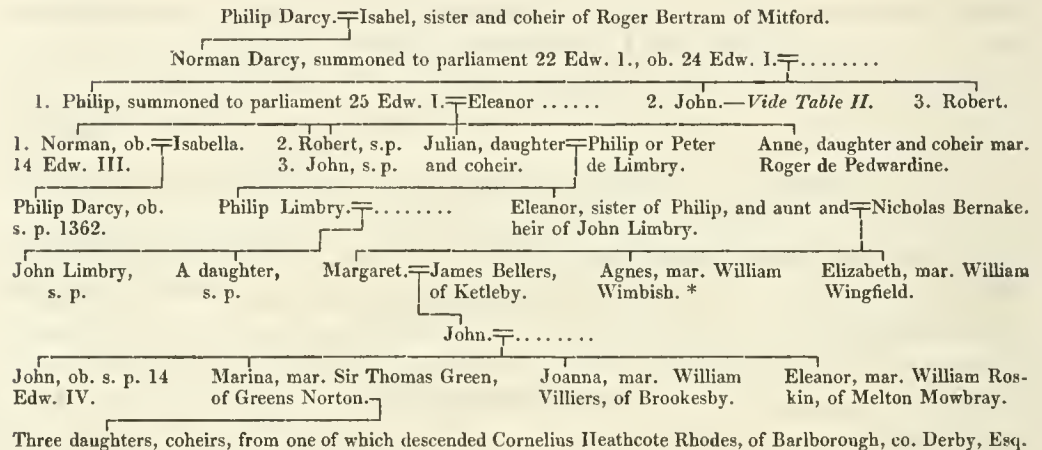 Philip Darcy.=Isabel, sister and coheir of Roger Bertram of Mitford.
Norman Darcy, summoned to parliament 22 Edw. 1., ob. 24 Edw. I.=........
1. Philip, summoned to parliament 25 Edw. I.=Eleanor ...... 2. John.—Vide Table II. 3. Robert.
1. Norman, ob.=Isabella. 2. Robert, s.p. Julian, daughter=Philip or Peter Anne, daughter and coheir mar.
14 Edw. III. 3. John, s.p. and coheir. de Limbry. Roger de Pedwardine.
Philip Darcy, ob. Philip Limbry.=........ Eleanor, sister of Philip, and aunt and=Nicholas Bernake.
s. p. 1362. heir of John Limbry.
John Limbry, A daughter, Margaret.=James Bellers, Agnes, mar. William Elizabeth, mar. William
s. p. s. p. of Ketleby. Wimbish. * Wingfield.
John.=........
John, ob. s. p. 14 Marina, mar. Sir Thomas Green, Joanna, mar. William Eleanor, mar. William Ros-
Edw. IV. of Greens Norton. Villiers, of Brookesby. kin, of Melton Mowbray.
Three daughters, coheirs, from one of which descended Cornelius Heathcote Rhodes, of Barlborough, co. Derby, Esq.